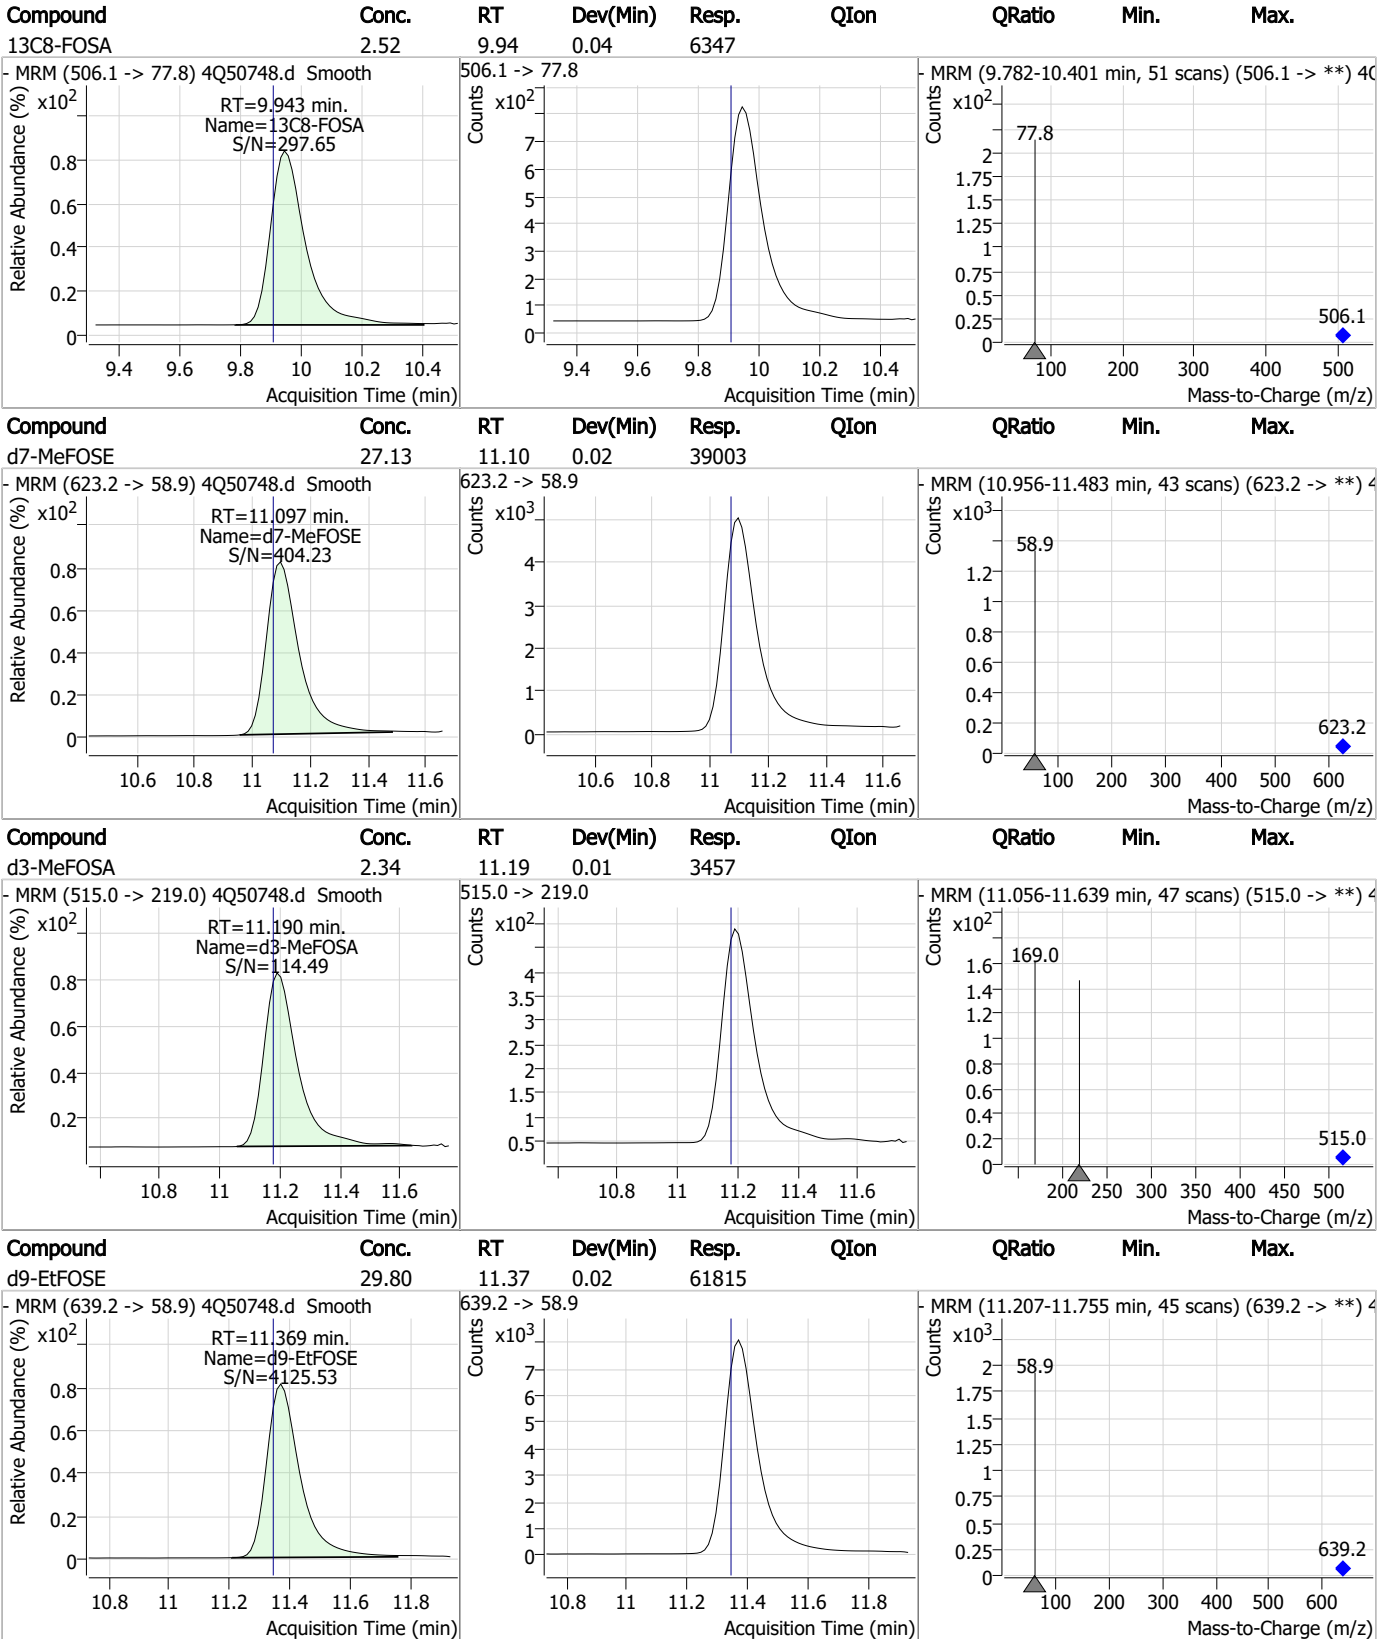 Compound Conc. RT Dev(Min) Resp. QIon QRatio Min. Max.
13C8-FOSA 2.52 9.94 0.04 6347
- MRM (506.1 -> 77.8) 4Q50748.d Smooth
Relative Abundance (%)
x10²
RT=9.943 min.
Name=13C8-FOSA
S/N=297.65
0.8
0.6
0.4
0.2
0
9.4 9.6 9.8 10 10.2 10.4
Acquisition Time (min)
506.1 -> 77.8
Counts
x10²
7
6
5
4
3
2
1
0
9.4 9.6 9.8 10 10.2 10.4
Acquisition Time (min)
- MRM (9.782-10.401 min, 51 scans) (506.1 -> **) 4Q
Counts
x10²
77.8
2
1.75
1.5
1.25
1
0.75
0.5
0.25
0
506.1
100 200 300 400 500
Mass-to-Charge (m/z)
Compound Conc. RT Dev(Min) Resp. QIon QRatio Min. Max.
d7-MeFOSE 27.13 11.10 0.02 39003
- MRM (623.2 -> 58.9) 4Q50748.d Smooth
Relative Abundance (%)
x10²
RT=11.097 min.
Name=d7-MeFOSE
S/N=404.23
0.8
0.6
0.4
0.2
0
10.6 10.8 11 11.2 11.4 11.6
Acquisition Time (min)
623.2 -> 58.9
Counts
x10³
4
3
2
1
0
10.6 10.8 11 11.2 11.4 11.6
Acquisition Time (min)
- MRM (10.956-11.483 min, 43 scans) (623.2 -> **) 4
Counts
x10³
58.9
1.2
1
0.8
0.6
0.4
0.2
0
623.2
100 200 300 400 500 600
Mass-to-Charge (m/z)
Compound Conc. RT Dev(Min) Resp. QIon QRatio Min. Max.
d3-MeFOSA 2.34 11.19 0.01 3457
- MRM (515.0 -> 219.0) 4Q50748.d Smooth
Relative Abundance (%)
x10²
RT=11.190 min.
Name=d3-MeFOSA
S/N=114.49
0.8
0.6
0.4
0.2
10.8 11 11.2 11.4 11.6
Acquisition Time (min)
515.0 -> 219.0
Counts
x10²
4
3.5
3
2.5
2
1.5
1
0.5
10.8 11 11.2 11.4 11.6
Acquisition Time (min)
- MRM (11.056-11.639 min, 47 scans) (515.0 -> **) 4
Counts
x10²
169.0
1.6
1.4
1.2
1
0.8
0.6
0.4
0.2
0
515.0
200 250 300 350 400 450 500
Mass-to-Charge (m/z)
Compound Conc. RT Dev(Min) Resp. QIon QRatio Min. Max.
d9-EtFOSE 29.80 11.37 0.02 61815
- MRM (639.2 -> 58.9) 4Q50748.d Smooth
Relative Abundance (%)
x10²
RT=11.369 min.
Name=d9-EtFOSE
S/N=4125.53
0.8
0.6
0.4
0.2
0
10.8 11 11.2 11.4 11.6 11.8
Acquisition Time (min)
639.2 -> 58.9
Counts
x10³
7
6
5
4
3
2
1
0
10.8 11 11.2 11.4 11.6 11.8
Acquisition Time (min)
- MRM (11.207-11.755 min, 45 scans) (639.2 -> **) 4
Counts
x10³
58.9
2
1.75
1.5
1.25
1
0.75
0.5
0.25
0
639.2
100 200 300 400 500 600
Mass-to-Charge (m/z)